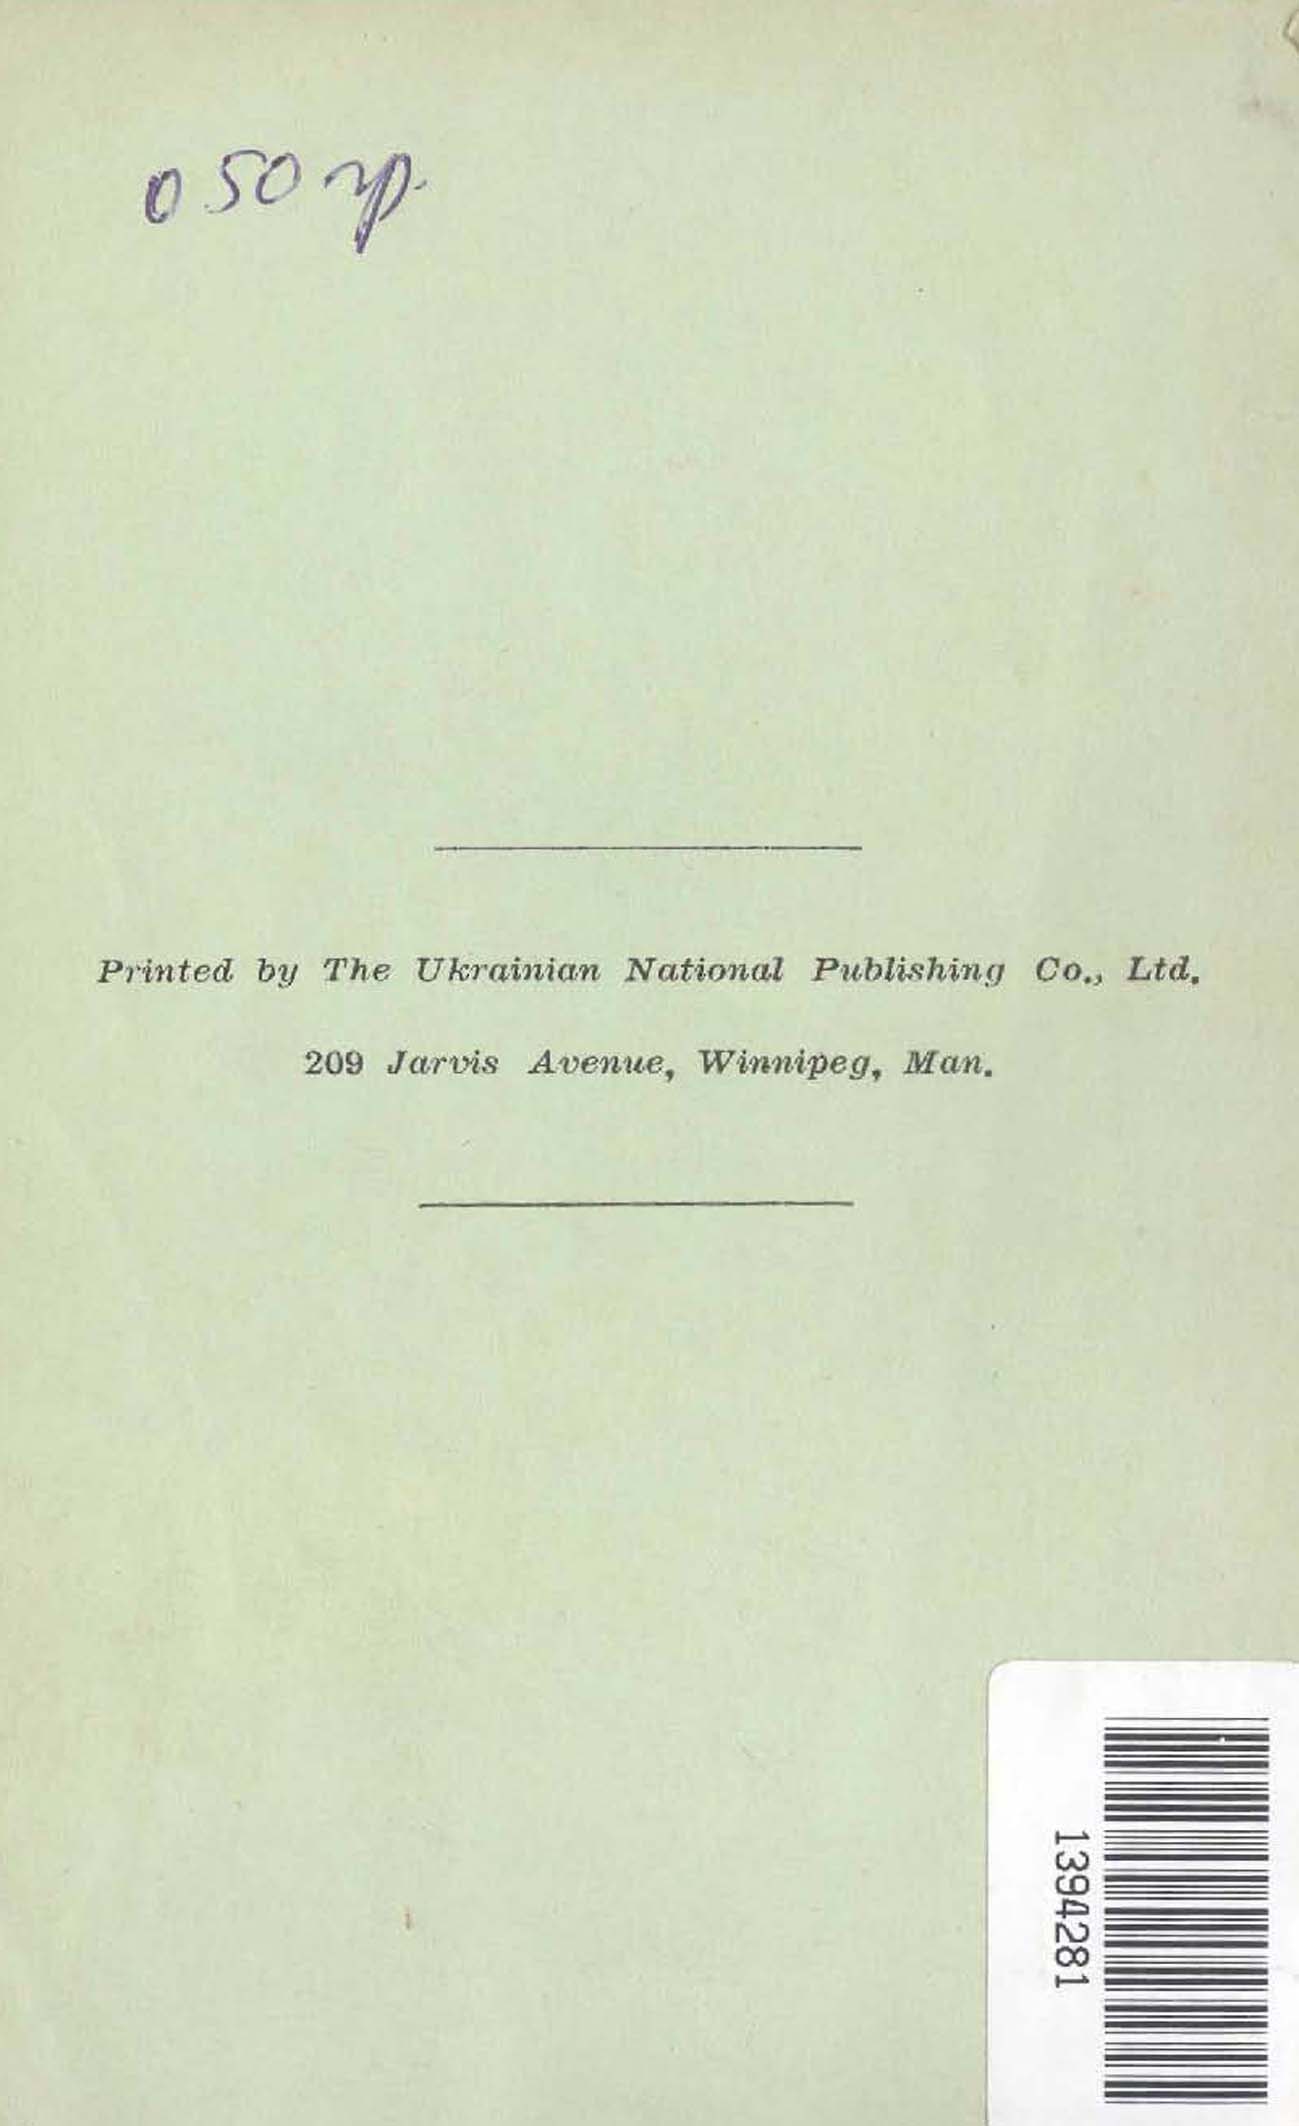 0 50 гр.
Printed by The Ukrainian National Publishing Co., Ltd.
209 Jarvis Avenue, Winnipeg, Man.
1394281